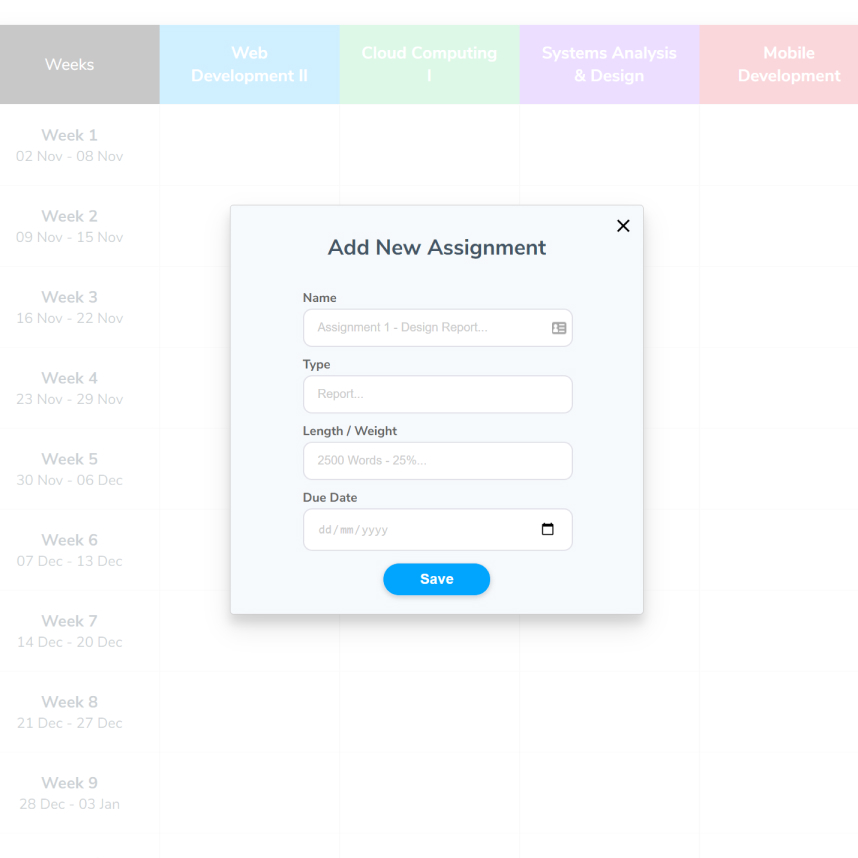 Weeks
Web
Development II
Cloud Computing
I
Systems Analysis
& Design
Mobile
Development
Week 1
02 Nov - 08 Nov
Week 2
09 Nov - 15 Nov
Week 3
16 Nov - 22 Nov
Week 4
23 Nov - 29 Nov
Week 5
30 Nov - 06 Dec
Week 6
07 Dec - 13 Dec
Week 7
14 Dec - 20 Dec
Week 8
21 Dec - 27 Dec
Week 9
28 Dec - 03 Jan
Add New Assignment
Name
Assignment 1 - Design Report...
Type
Report...
Length / Weight
2500 Words - 25%...
Due Date
dd/mm/yyyy
Save